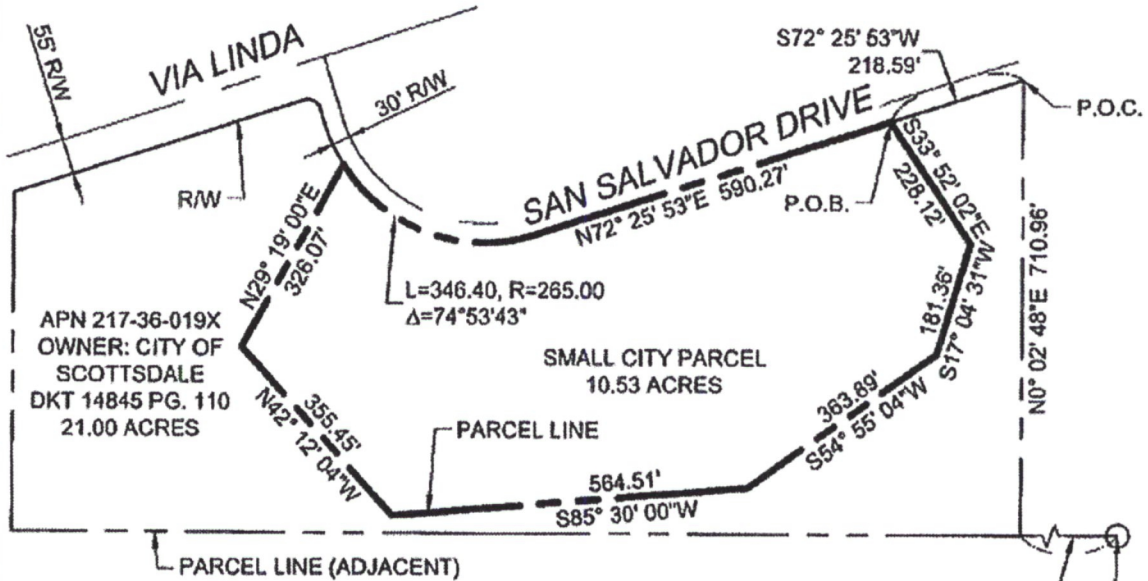 55' R/W
VIA LINDA
30' R/W
S72° 25' 53"W
218.59'
P.O.C.
R/W
SAN SALVADOR DRIVE
N72° 25' 53"E 590.27'
P.O.B.
S33° 52' 02"E
228.12'
N29° 19' 00"E
326.07'
L=346.40, R=265.00
Δ=74°53'43"
181.36'
S17° 04' 31"W
N0° 02' 48"E 710.96'
APN 217-36-019X
OWNER: CITY OF
SCOTTSDALE
DKT 14845 PG. 110
21.00 ACRES
SMALL CITY PARCEL
10.53 ACRES
355.45'
N42° 12' 04"W
PARCEL LINE
363.89'
S54° 55' 04"W
564.51'
S85° 30' 00"W
PARCEL LINE (ADJACENT)